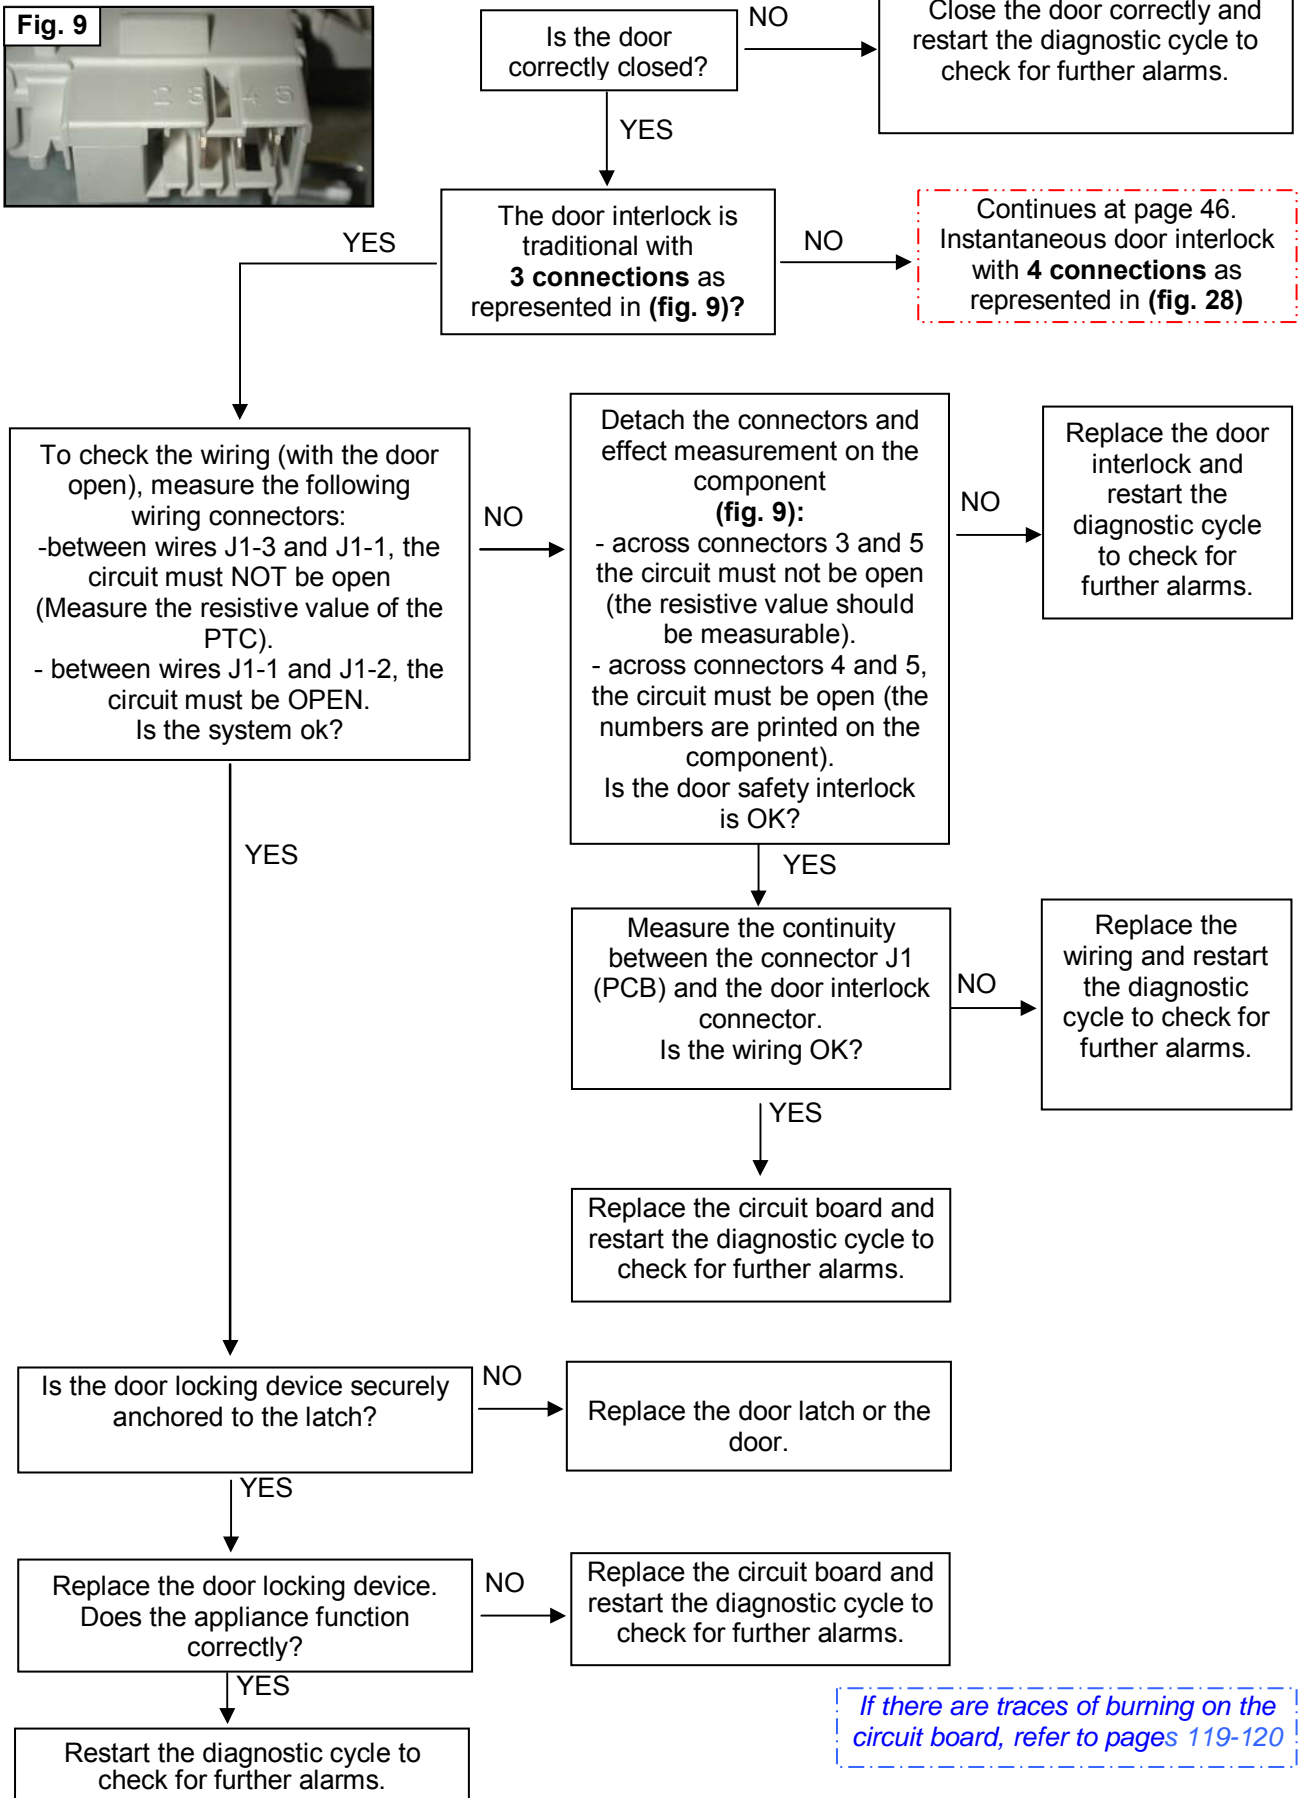 Fig. 9
2 3 4 5
Is the door
correctly closed?
NO
Close the door correctly and
restart the diagnostic cycle to
check for further alarms.
YES
The door interlock is
traditional with
3 connections as
represented in (fig. 9)?
YES
NO
Continues at page 46.
Instantaneous door interlock
with 4 connections as
represented in (fig. 28)
To check the wiring (with the door
open), measure the following
wiring connectors:
-between wires J1-3 and J1-1, the
circuit must NOT be open
(Measure the resistive value of the
PTC).
- between wires J1-1 and J1-2, the
circuit must be OPEN.
Is the system ok?
NO
Detach the connectors and
effect measurement on the
component
(fig. 9):
- across connectors 3 and 5
the circuit must not be open
(the resistive value should
be measurable).
- across connectors 4 and 5,
the circuit must be open (the
numbers are printed on the
component).
Is the door safety interlock
is OK?
NO
Replace the door
interlock and
restart the
diagnostic cycle
to check for
further alarms.
YES
YES
Measure the continuity
between the connector J1
(PCB) and the door interlock
connector.
Is the wiring OK?
NO
Replace the
wiring and restart
the diagnostic
cycle to check for
further alarms.
YES
Replace the circuit board and
restart the diagnostic cycle to
check for further alarms.
Is the door locking device securely
anchored to the latch?
NO
Replace the door latch or the
door.
YES
Replace the door locking device.
Does the appliance function
correctly?
NO
Replace the circuit board and
restart the diagnostic cycle to
check for further alarms.
YES
Restart the diagnostic cycle to
check for further alarms.
If there are traces of burning on the
circuit board, refer to pages 119-120